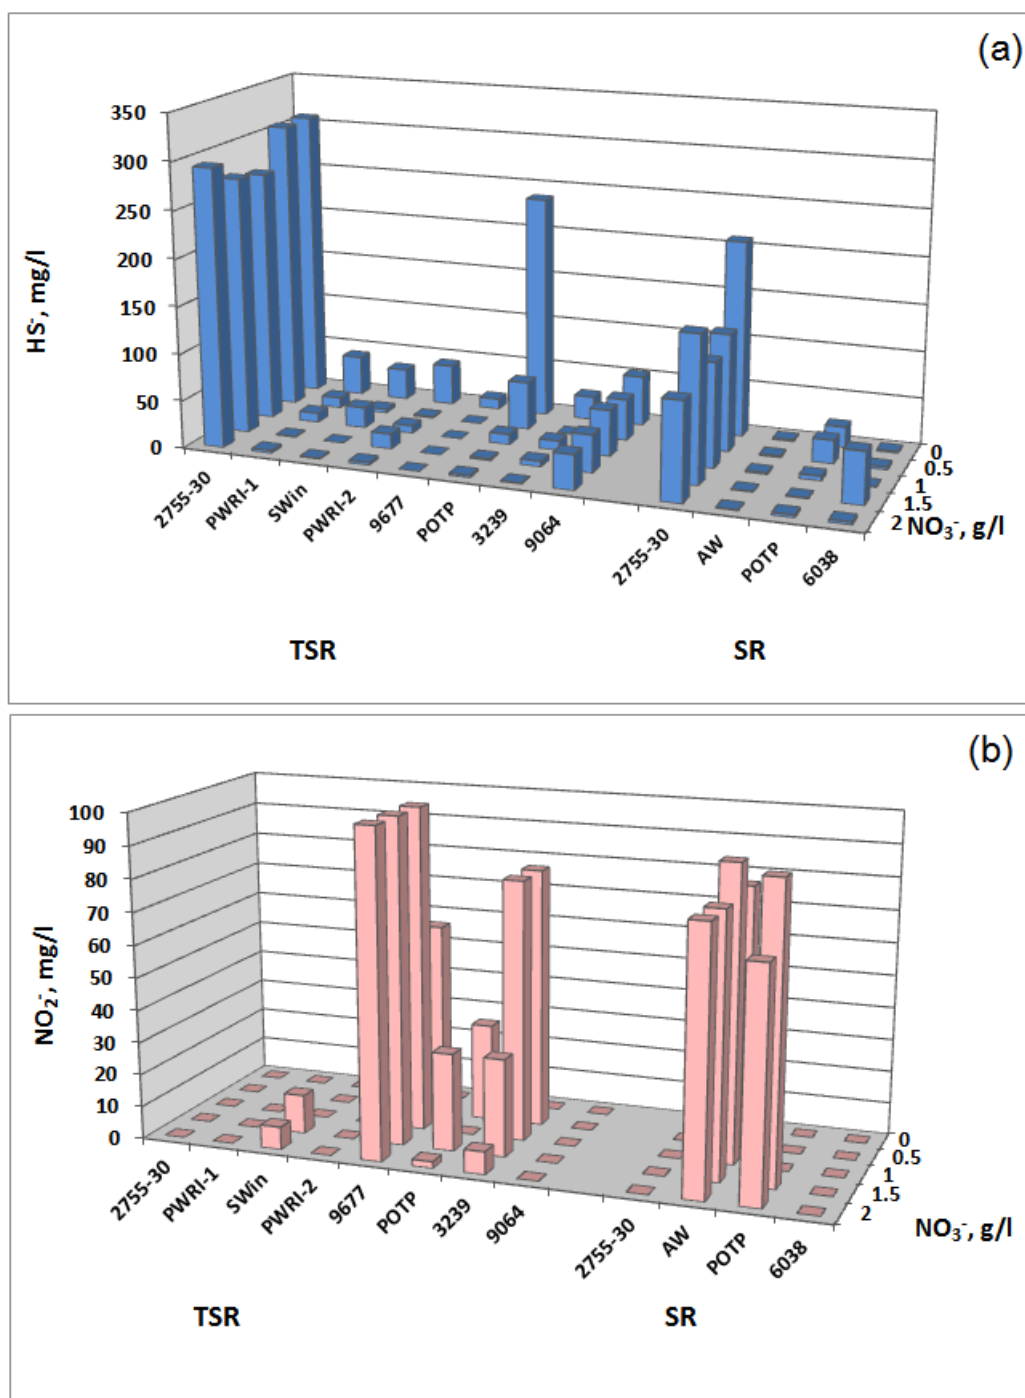 (a)
350
300
250
200
150
100
50
0
HS⁻, mg/l
2755-30
PWRI-1
SWin
PWRI-2
9677
POTP
3239
9064
2755-30
AW
POTP
6038
0
0.5
1
1.5
2
NO₃⁻, g/l
TSR
SR
(b)
100
90
80
70
60
50
40
30
20
10
0
NO₂⁻, mg/l
2755-30
PWRI-1
SWin
PWRI-2
9677
POTP
3239
9064
2755-30
AW
POTP
6038
0
0.5
1
1.5
2
NO₃⁻, g/l
TSR
SR